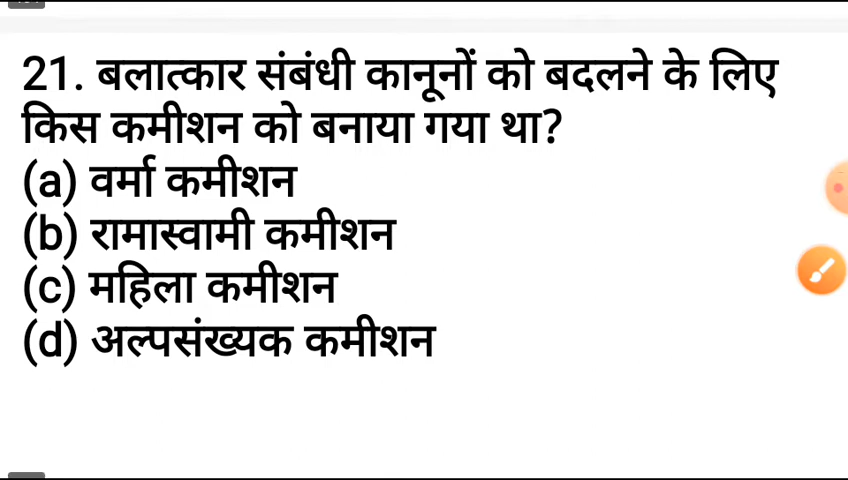 21. बलात्कार संबंधी कानूनों को बदलने के लिए
किस कमीशन को बनाया गया था?
(a) वर्मा कमीशन
(b) रामास्वामी कमीशन
(c) महिला कमीशन
(d) अल्पसंख्यक कमीशन